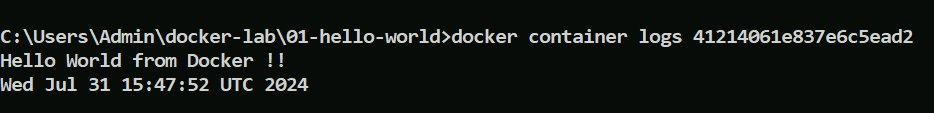 C:\Users\Admin\docker-lab\01-hello-world>docker container logs 41214061e837e6c5ead2
Hello World from Docker !!
Wed Jul 31 15:47:52 UTC 2024